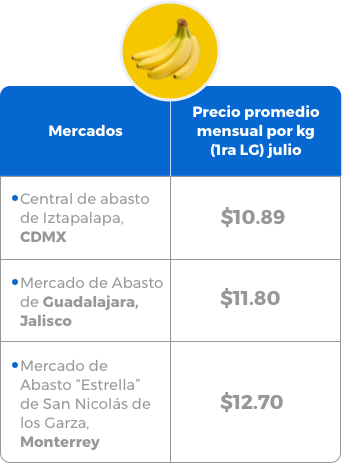 Mercados
Precio promedio
mensual por kg
(1ra LG) julio
Central de abasto
de Iztapalapa,
CDMX
$10.89
Mercado de Abasto
de Guadalajara,
Jalisco
$11.80
Mercado de
Abasto “Estrella”
de San Nicolás de
los Garza,
Monterrey
$12.70